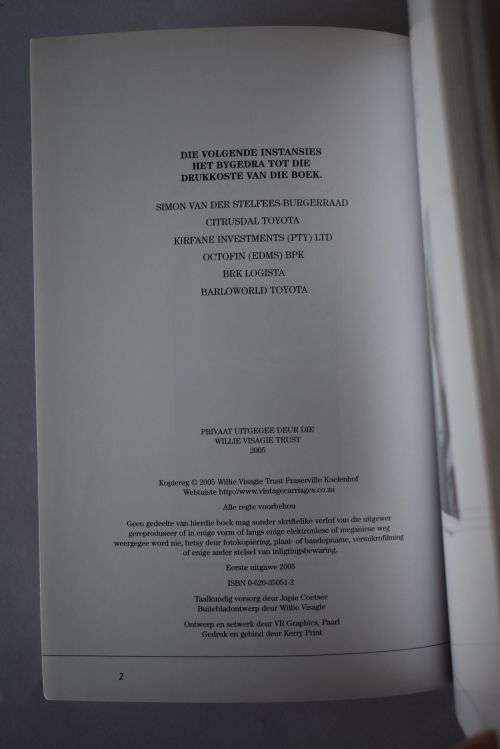 DIE VOLGENDE INSTANSIES
HET BYGEDRA TOT DIE
DRUKKOSTE VAN DIE BOEK.
SIMON VAN DER STELFEES-BURGERRAAD
CITRUSDAL TOYOTA
KIRFANE INVESTMENTS (PTY) LTD
OCTOFIN (EDMS) BPK
BRK LOGISTA
BARLOWORLD TOYOTA
PRIVAAT UITGEGEE DEUR DIE
WILLIE VISAGIE TRUST
2005
Kopiereg © 2005 Willie Visagie Trust Fraserville Koelenhof
Webtuiste http://www.vintagecarriages.co.za
Alle regte voorbehou
Geen gedeelte van hierdie boek mag sonder skriftelike verlof van die uitgewer
gereproduseer of in enige vorm of langs enige elektroniese of meganiese weg
weergegee word nie, hetsy deur fotokopiëring, plaat- of bandopname, vermikrofilming
of enige ander stelsel van inligtingsbewaring.
Eerste uitgawe 2005
ISBN 0-620-35051-2
Taalkundig versorg deur Japie Coetsee
Buitebladontwerp deur Willie Visagie
Ontwerp en setwerk deur VR Graphics, Paarl
Gedruk en gebind deur Kerry Print
2